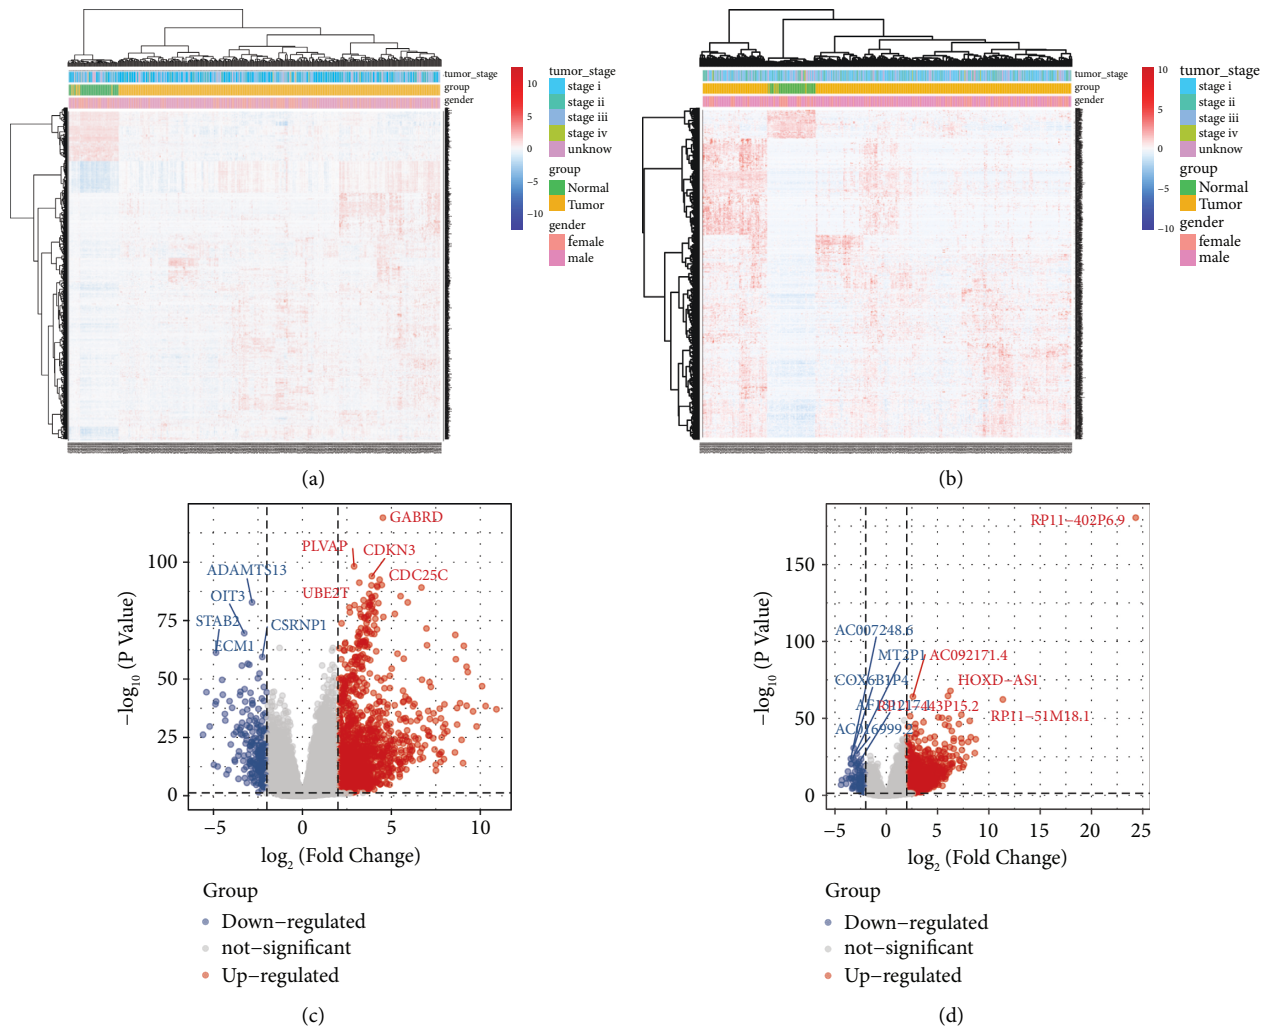 tumor_stage
group
gender
10
5
0
−5
−10
tumor_stage
stage i
stage ii
stage iii
stage iv
unknow
group
Normal
Tumor
gender
female
male
(a)
tumor_stage
group
gender
10
5
0
−5
−10
tumor_stage
stage i
stage ii
stage iii
stage iv
unknow
group
Normal
Tumor
gender
female
male
(b)
GABRD
PLVAP
CDKN3
CDC25C
UBE2T
ADAMTS13
OIT3
STAB2
CSRNP1
ECM1
100
75
50
25
0
−log10 (P Value)
−5
0
5
10
log2 (Fold Change)
Group
Down−regulated
not−significant
Up−regulated
(c)
RP11−402P6.9
AC007248.6
MT2P1
AC092171.4
COX6B1P4
HOXD−AS1
RP11−443P15.2
RP11−51M18.1
AC016999.2
150
100
50
0
−log10 (P Value)
−5
0
5
10
15
20
25
log2 (Fold Change)
Group
Down−regulated
not−significant
Up−regulated
(d)